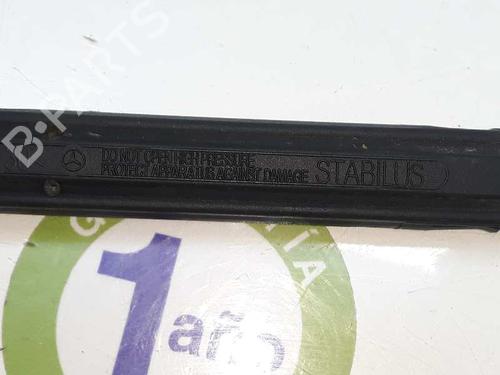 B-PARTS
DO NOT OPEN HIGH PRESSURE
PROTECT APPARATUS AGAINST DAMAGE
STABILUS
1
año